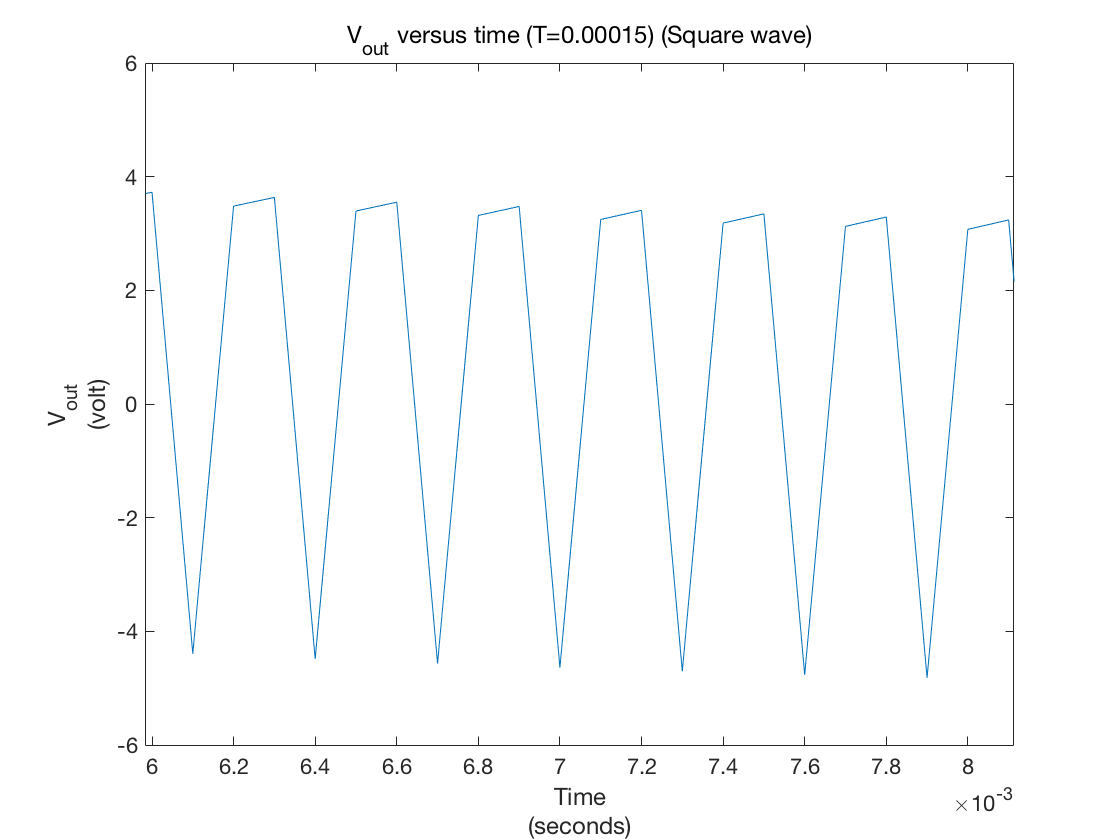 V_out versus time (T=0.00015) (Square wave)
6
4
2
0
-2
-4
-6
V_out
(volt)
6 6.2 6.4 6.6 6.8 7 7.2 7.4 7.6 7.8 8
×10^-3
Time
(seconds)